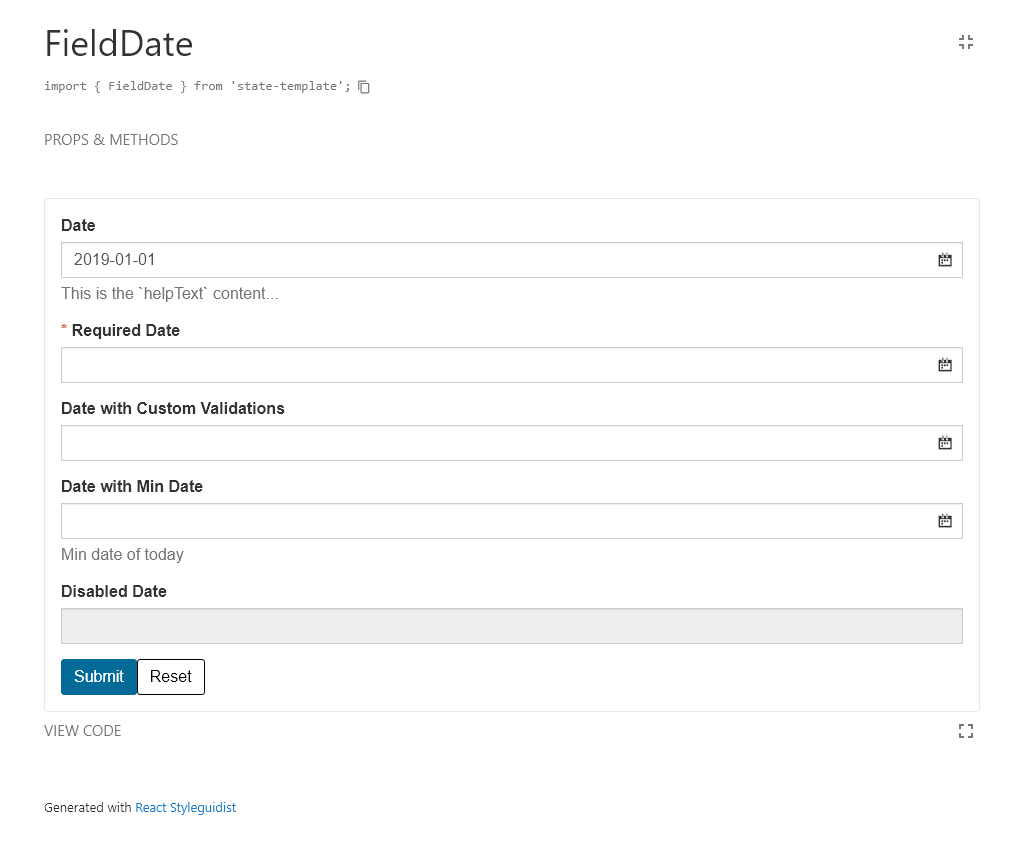 FieldDate
import { FieldDate } from 'state-template';
PROPS & METHODS
Date
2019-01-01
This is the `helpText` content...
* Required Date
Date with Custom Validations
Date with Min Date
Min date of today
Disabled Date
Submit Reset
VIEW CODE
Generated with React Styleguidist